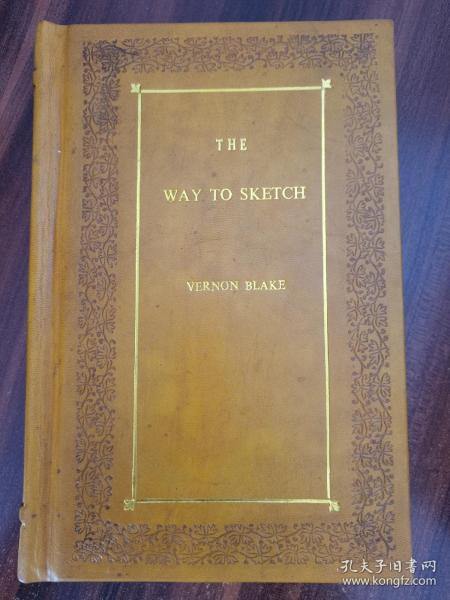 THE
WAY TO SKETCH
VERNON BLAKE
孔夫子旧书网
www.kongfz.com